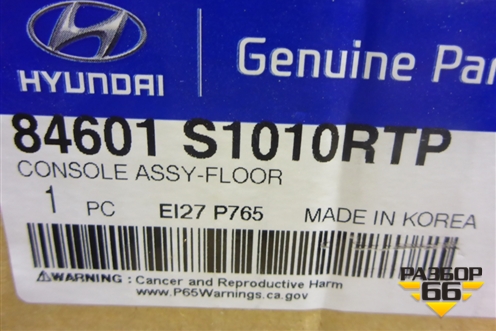 HYUNDAI
Genuine Par
84601 S1010RTP
CONSOLE ASSY-FLOOR
1 PC EI27 P765 MADE IN KOREA
⚠WARNING : Cancer and Reproductive Harm
www.P65Warnings.ca.gov
РАЗБОР
66